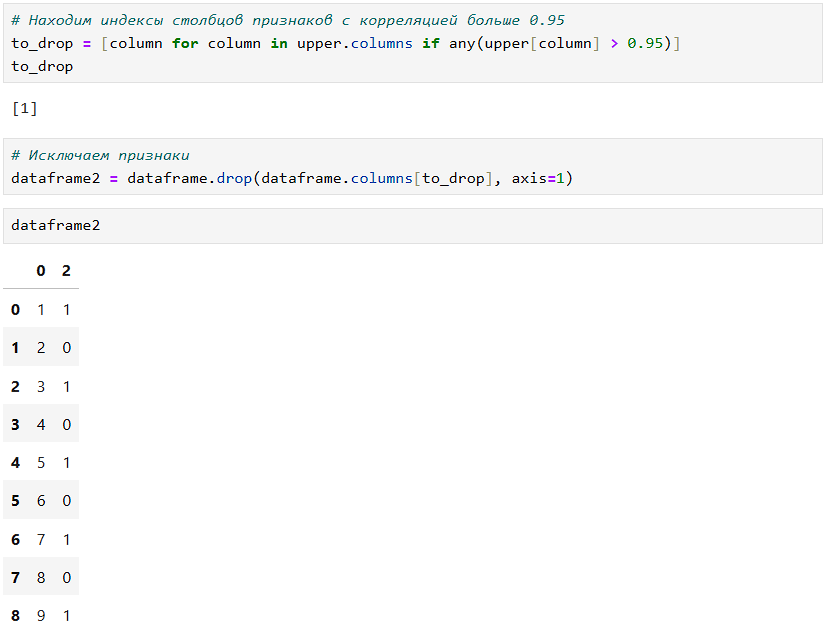 # Находим индексы столбцов признаков с корреляцией больше 0.95
to_drop = [column for column in upper.columns if any(upper[column] > 0.95)]
to_drop
[1]
# Исключаем признаки
dataframe2 = dataframe.drop(dataframe.columns[to_drop], axis=1)
dataframe2
0 2
0 1 1
1 2 0
2 3 1
3 4 0
4 5 1
5 6 0
6 7 1
7 8 0
8 9 1